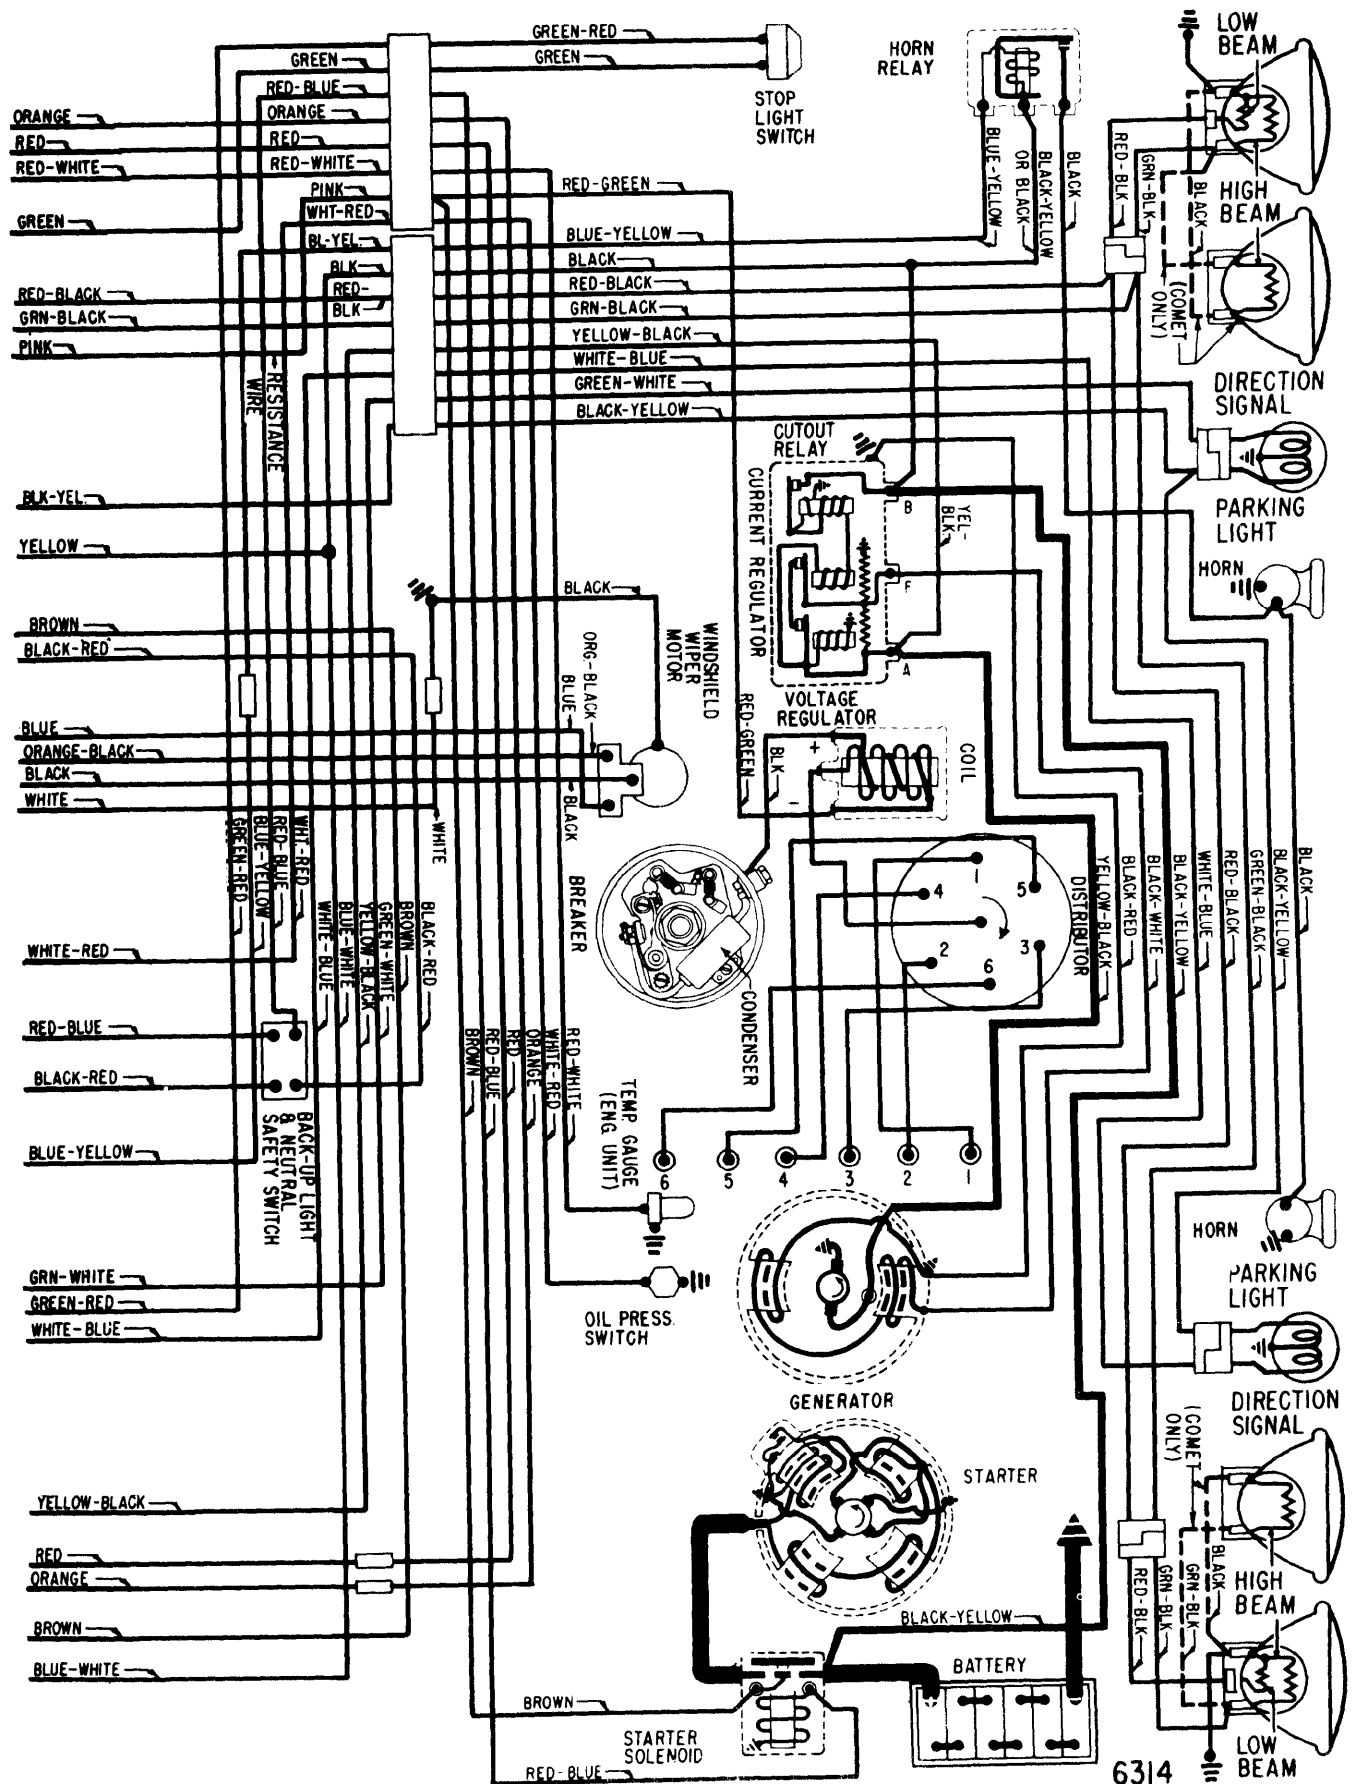 GREEN-RED
GREEN
GREEN
RED-BLUE
ORANGE
ORANGE
RED
RED
RED-WHITE
RED-WHITE
PINK
WHT-RED
GREEN
BL-YEL.
BLK
RED-
BLK
RED-BLACK
GRN-BLACK
PINK
STOP
LIGHT
SWITCH
HORN
RELAY
BLUE-YELLOW
OR BLACK
BLACK-YELLOW
BLACK
LOW
BEAM
RED-BLK
GRN-BLK
BLACK
HIGH
BEAM
(COMET
ONLY)
RED-GREEN
BLUE-YELLOW
BLACK
RED-BLACK
GRN-BLACK
YELLOW-BLACK
WHITE-BLUE
GREEN-WHITE
BLACK-YELLOW
RESISTANCE
WIRE
DIRECTION
SIGNAL
PARKING
LIGHT
HORN
CUTOUT
RELAY
CURRENT REGULATOR
B
F
A
YEL-
BLK
VOLTAGE
REGULATOR
BLK-YEL.
YELLOW
BROWN
BLACK-RED
BLUE
ORANGE-BLACK
BLACK
WHITE
BLACK
ORG-BLACK
BLUE
WINDSHIELD
WIPER
MOTOR
BLACK
WHITE
RED-GREEN
BLK
+
-
COIL
BREAKER
CONDENSER
DISTRIBUTOR
1
4
5
2
3
6
GREEN-RED
BLUE-YELLOW
RED-BLUE
WHT-RED
WHITE-BLUE
BLUE-WHITE
YELLOW-BLACK
GREEN-WHITE
BROWN
BLACK-RED
YELLOW-BLACK
BLACK-RED
BLACK-WHITE
BLACK-YELLOW
WHITE-BLUE
RED-BLACK
GREEN-BLACK
BLACK-YELLOW
BLACK
WHITE-RED
RED-BLUE
BLACK-RED
BLUE-YELLOW
BACK-UP LIGHT
& NEUTRAL
SAFETY SWITCH
BROWN
RED-BLUE
RED
ORANGE
WHITE-RED
RED-WHITE
TEMP. GAUGE
(ENG. UNIT)
6
5
4
3
2
1
OIL PRESS.
SWITCH
GENERATOR
HORN
PARKING
LIGHT
DIRECTION
SIGNAL
GRN-WHITE
GREEN-RED
WHITE-BLUE
YELLOW-BLACK
RED
ORANGE
BROWN
BLUE-WHITE
STARTER
BLACK-YELLOW
BATTERY
BROWN
STARTER
SOLENOID
RED-BLUE
(COMET
ONLY)
RED-BLK
GRN-BLK
GRN-BLK
BLACK
HIGH
BEAM
LOW
BEAM
6314